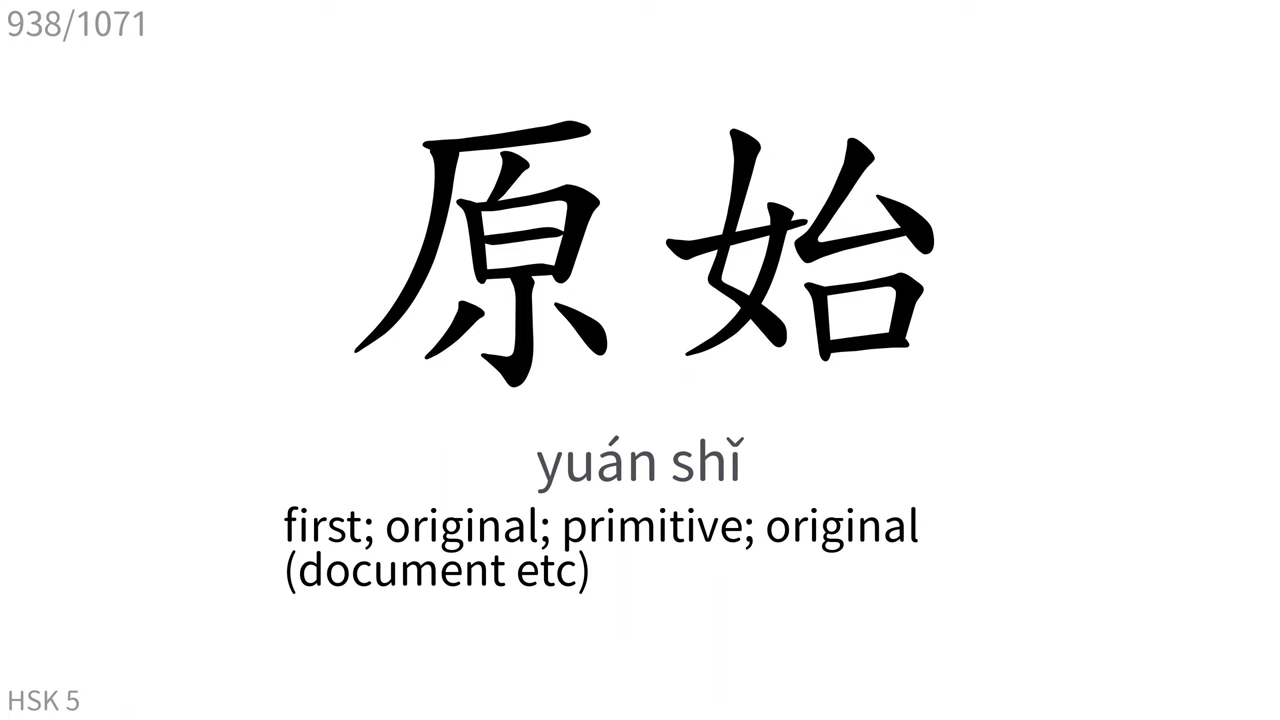 938/1071
原始
yuán shǐ
first; original; primitive; original
(document etc)
HSK 5